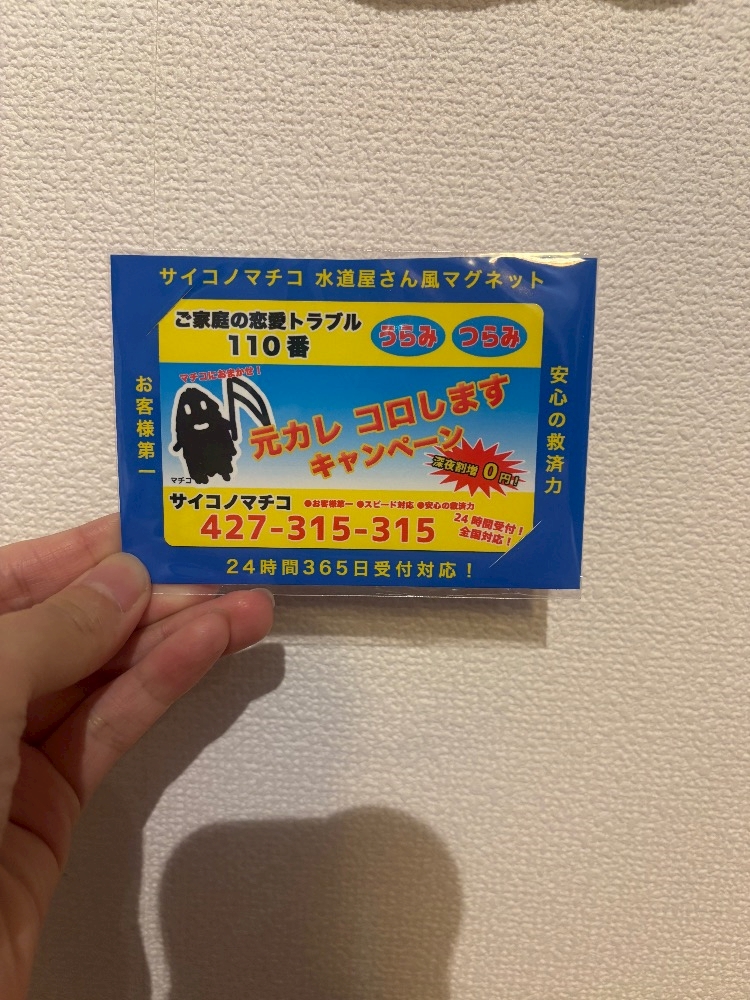 サイコノマチコ 水道屋さん風マグネット
ご家庭の恋愛トラブル
110番
うらみ つらみ
お客様第一
安心の救済力
マチコにおまかせ！
元カレ コロします
キャンペーン
深夜割増 0円！
マチコ
サイコノマチコ
●お客様第一 ●スピード対応 ●安心の救済力
427-315-315
24時間受付！
全国対応！
24時間365日受付対応！